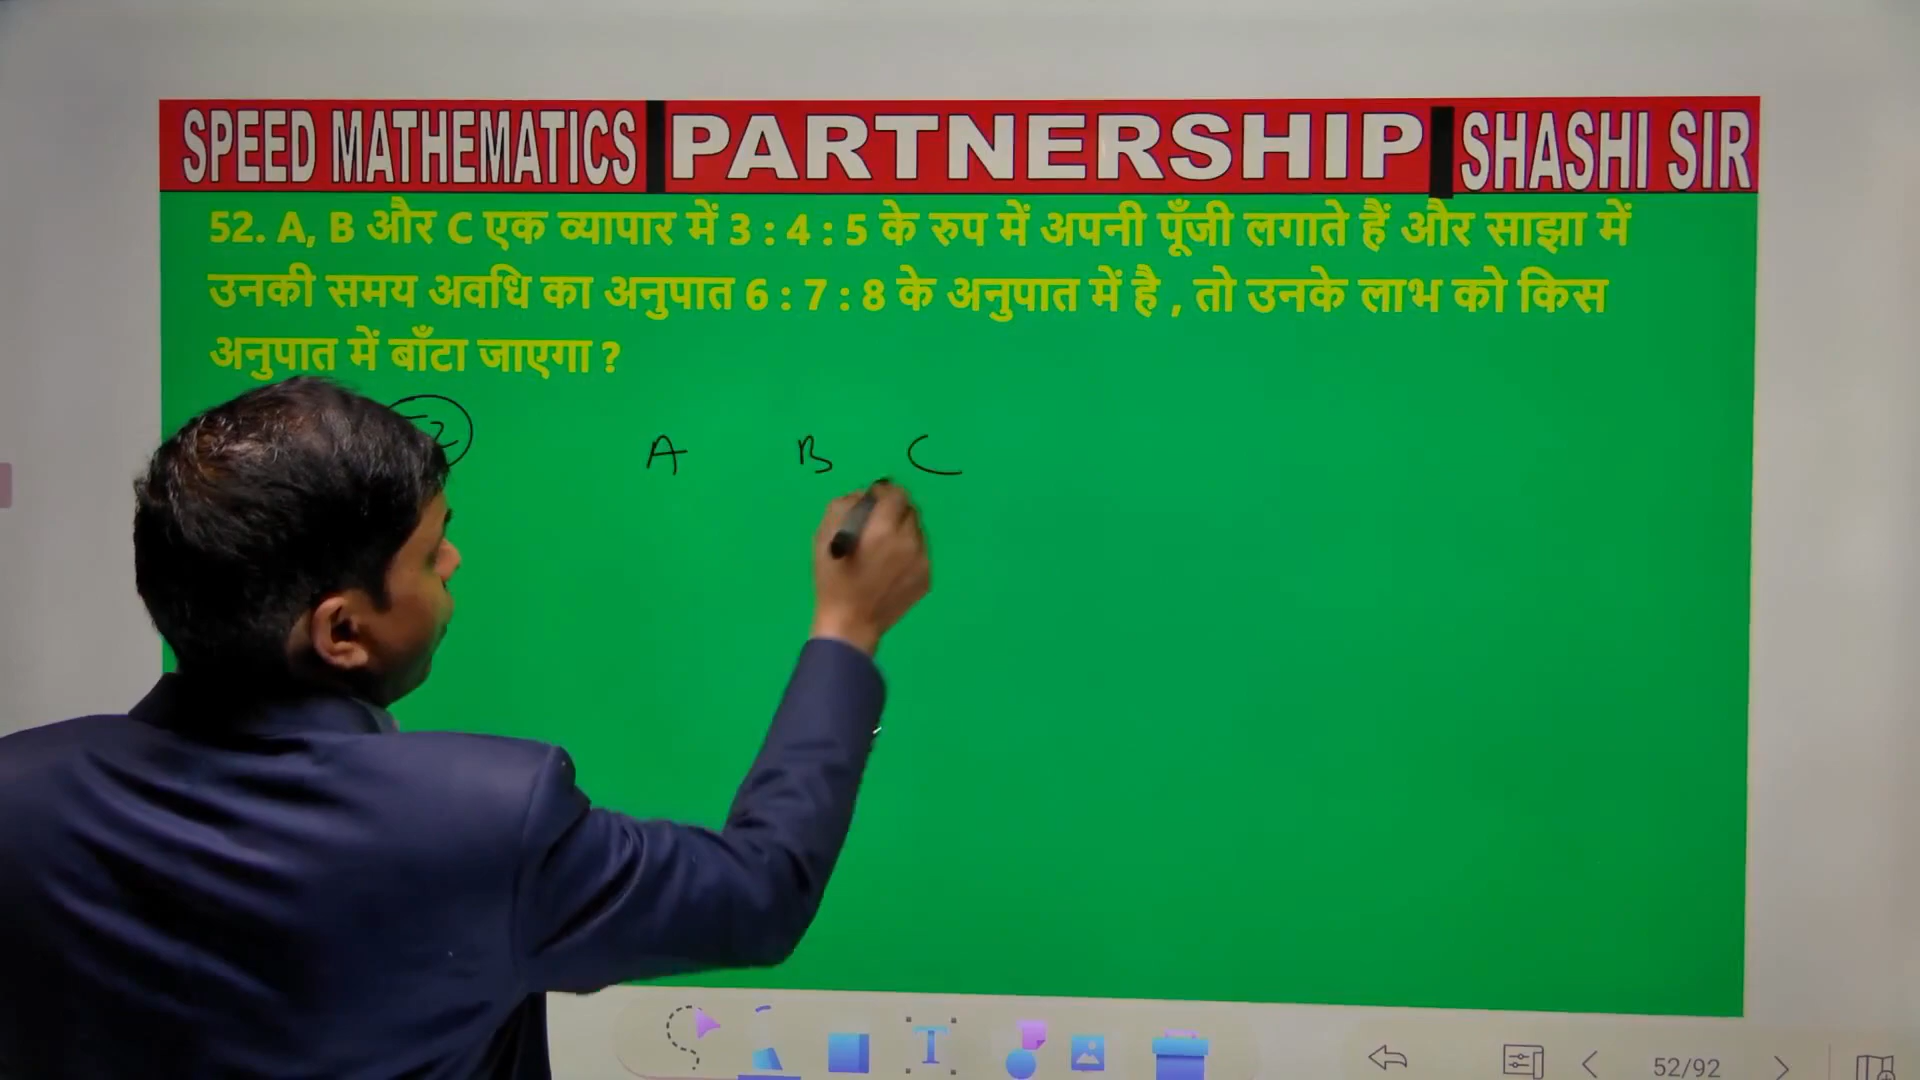 SPEED MATHEMATICS PARTNERSHIP SHASHI SIR
52. A, B और C एक व्यापार में 3 : 4 : 5 के रुप में अपनी पूँजी लगाते हैं और साझा में
उनकी समय अवधि का अनुपात 6 : 7 : 8 के अनुपात में है , तो उनके लाभ को किस
अनुपात में बाँटा जाएगा ?
A B C
T
52/92